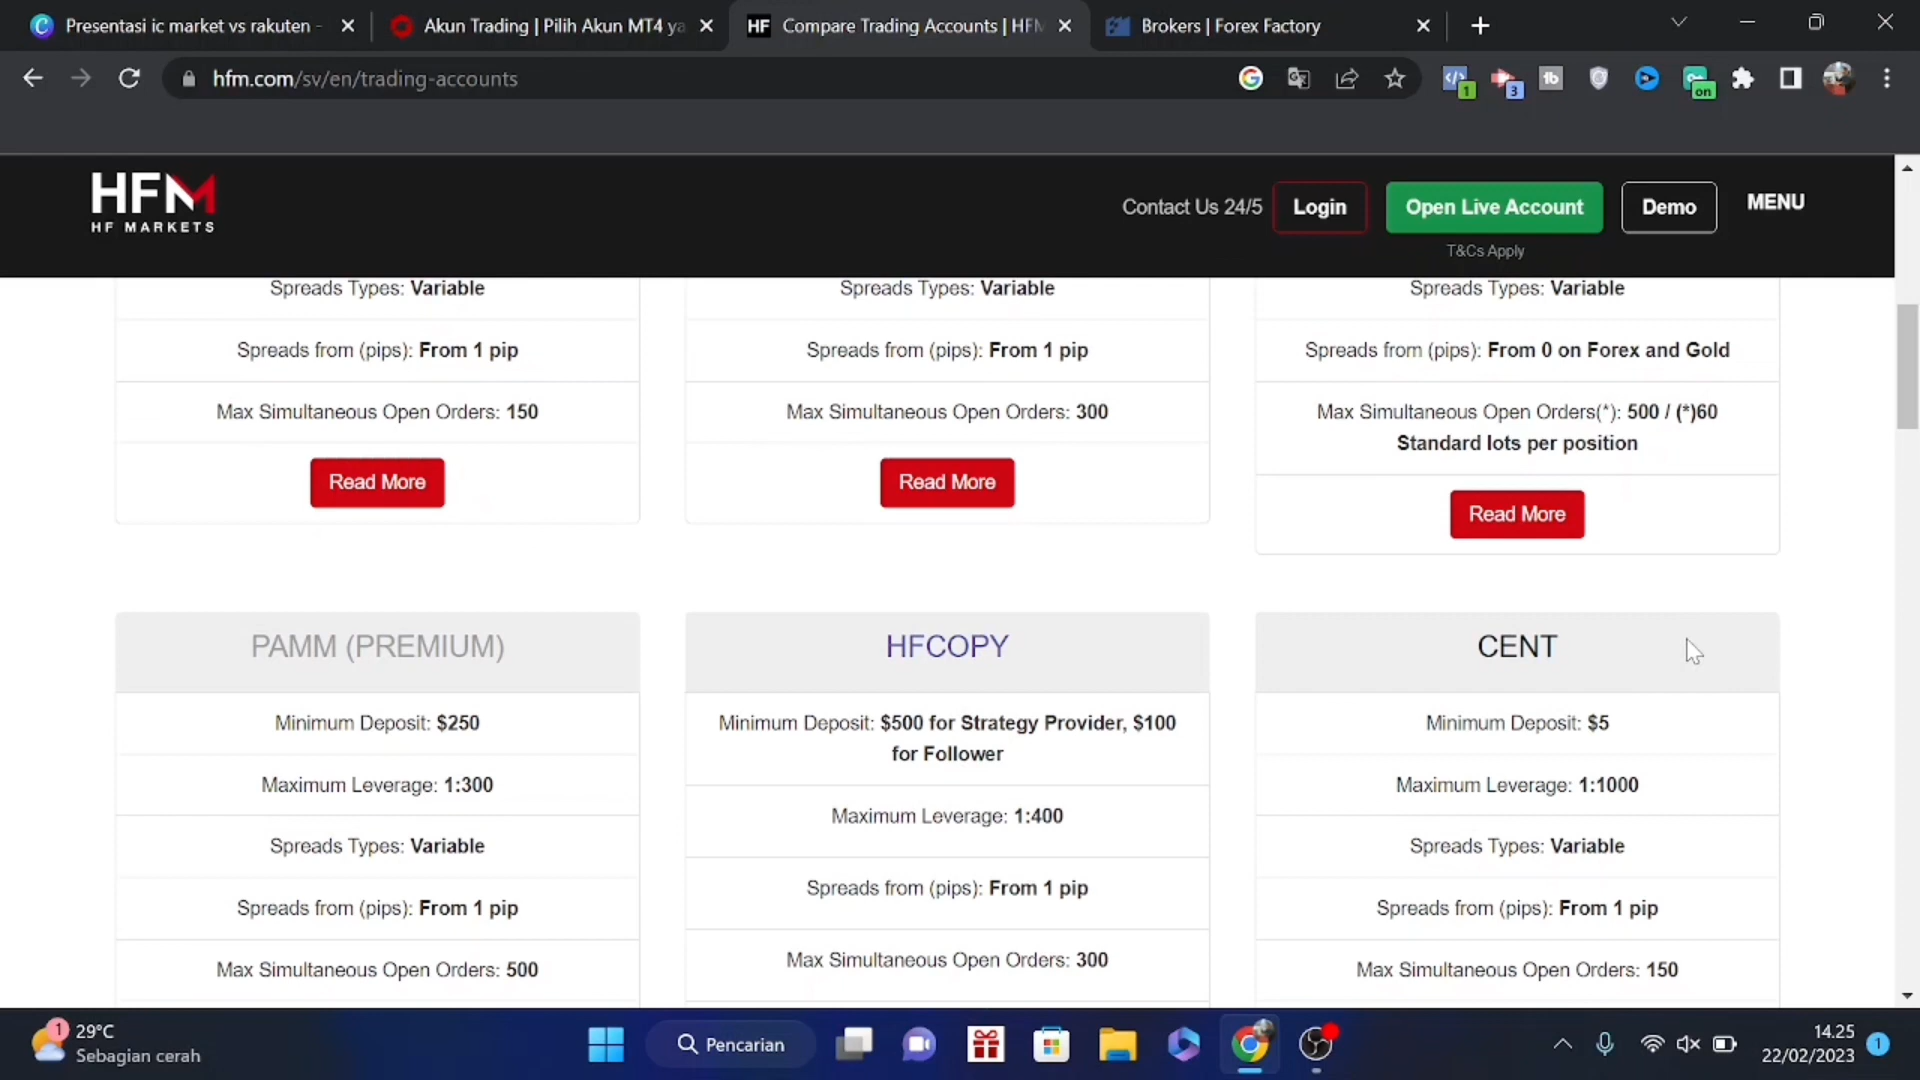 Presentasi ic market vs rakuten -
Akun Trading | Pilih Akun MT4 ya
HF Compare Trading Accounts | HFM
Brokers | Forex Factory
hfm.com/sv/en/trading-accounts
1
3
on
HFM
HF MARKETS
Contact Us 24/5
Login
Open Live Account
Demo
MENU
T&Cs Apply
Spreads Types: Variable
Spreads from (pips): From 1 pip
Max Simultaneous Open Orders: 150
Read More
Spreads Types: Variable
Spreads from (pips): From 1 pip
Max Simultaneous Open Orders: 300
Read More
Spreads Types: Variable
Spreads from (pips): From 0 on Forex and Gold
Max Simultaneous Open Orders(*): 500 / (*)60
Standard lots per position
Read More
PAMM (PREMIUM)
Minimum Deposit: $250
Maximum Leverage: 1:300
Spreads Types: Variable
Spreads from (pips): From 1 pip
Max Simultaneous Open Orders: 500
HFCOPY
Minimum Deposit: $500 for Strategy Provider, $100
for Follower
Maximum Leverage: 1:400
Spreads from (pips): From 1 pip
Max Simultaneous Open Orders: 300
CENT
Minimum Deposit: $5
Maximum Leverage: 1:1000
Spreads Types: Variable
Spreads from (pips): From 1 pip
Max Simultaneous Open Orders: 150
1
29°C
Sebagian cerah
Pencarian
14.25
22/02/2023
1